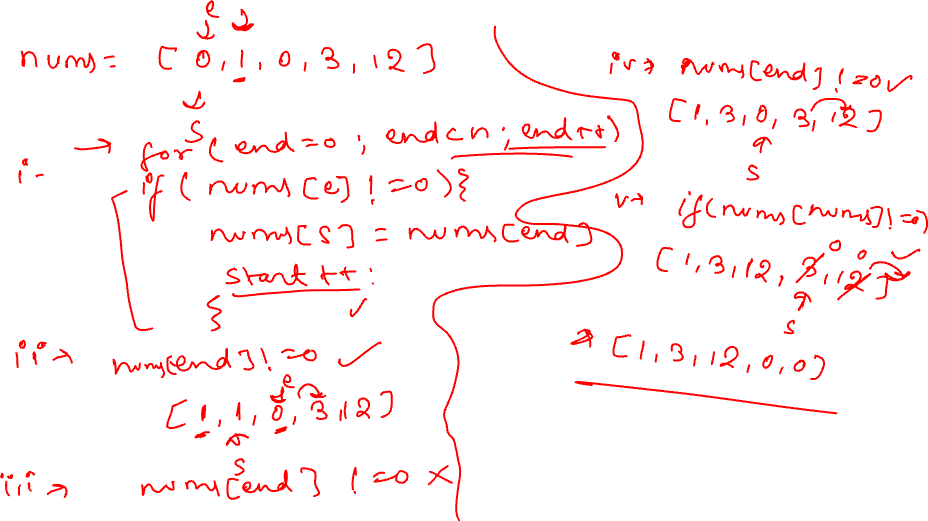 e
nums = [ 0, 1, 0, 3, 12 ]
s
i - → for ( end = 0 ; end < n ; end++)
if ( nums [e] ! = 0 ) {
nums[s] = nums[end]
start ++ :
}
ii → nums[end] ! = 0 ✓
e
[ 1, 1, 0, 3, 12 ]
s
iii → nums[end] ! = 0 ×
iv → nums[end] ! = 0 ✓
[ 1, 3, 0, 3, 12 ]
s
v → if(nums[nums] ! = 0)
0 0 ✓
[ 1, 3, 12, 3, 12 ]
s
→ [ 1, 3, 12, 0, 0 ]